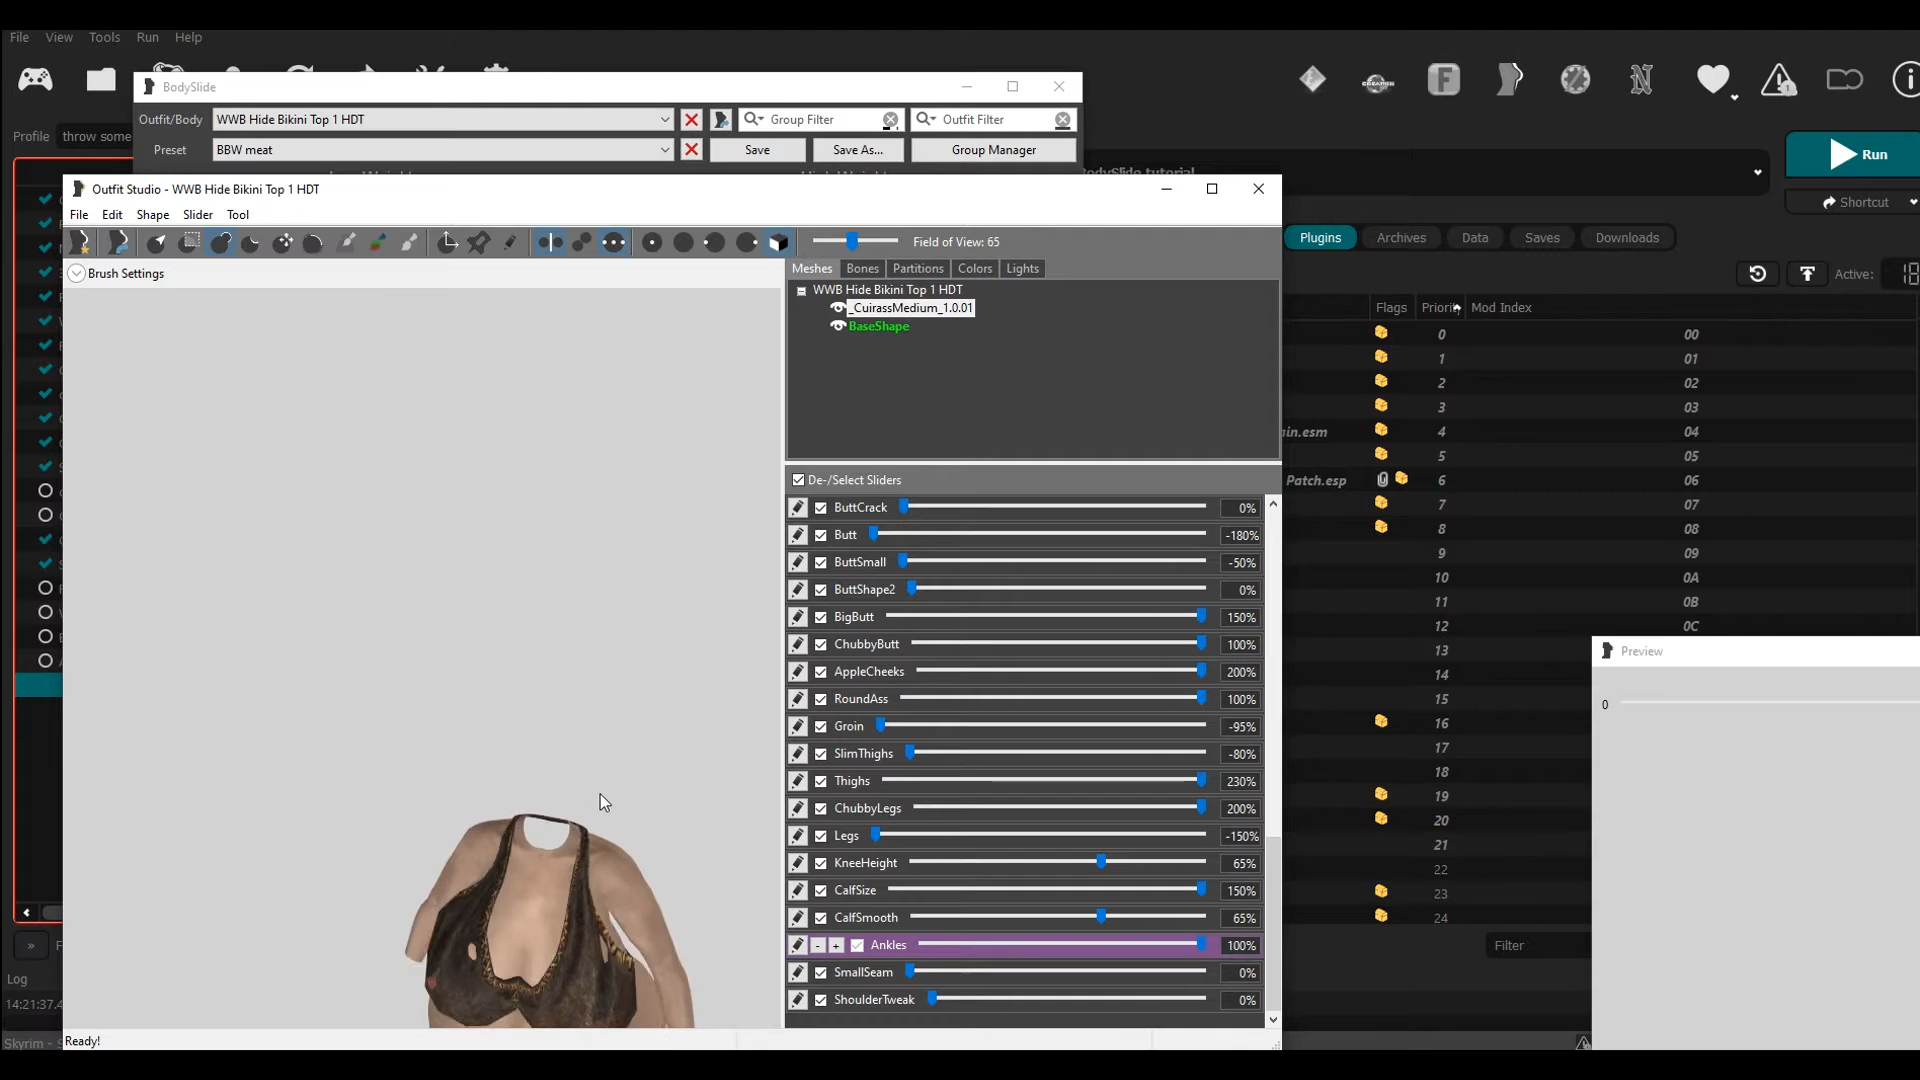 File View Tools Run Help
BodySlide
Profile throw some
Outfit/Body WWB Hide Bikini Top 1 HDT Group Filter Outfit Filter
Preset BBW meat Save Save As... Group Manager
Run
Shortcut
Outfit Studio - WWB Hide Bikini Top 1 HDT
File Edit Shape Slider Tool
Field of View: 65
Brush Settings
Meshes Bones Partitions Colors Lights
WWB Hide Bikini Top 1 HDT
_CuirassMedium_1.0.01
BaseShape
De-/Select Sliders
ButtCrack 0%
Butt -180%
ButtSmall -50%
ButtShape2 0%
BigButt 150%
ChubbyButt 100%
AppleCheeks 200%
RoundAss 100%
Groin -95%
SlimThighs -80%
Thighs 230%
ChubbyLegs 200%
Legs -150%
KneeHeight 65%
CalfSize 150%
CalfSmooth 65%
- + Ankles 100%
SmallSeam 0%
ShoulderTweak 0%
Ready!
Plugins Archives Data Saves Downloads
Active:
Flags Priority Mod Index
0 00
1 01
2 02
3 03
ain.esm 4 04
5 05
Patch.esp 6 06
7 07
8 08
9 09
10 0A
11 0B
12 0C
13
14
15
16
17
18
19
20
21
22
23
24
Preview
0
Filter
Log
14:21:37.4
Skyrim - S